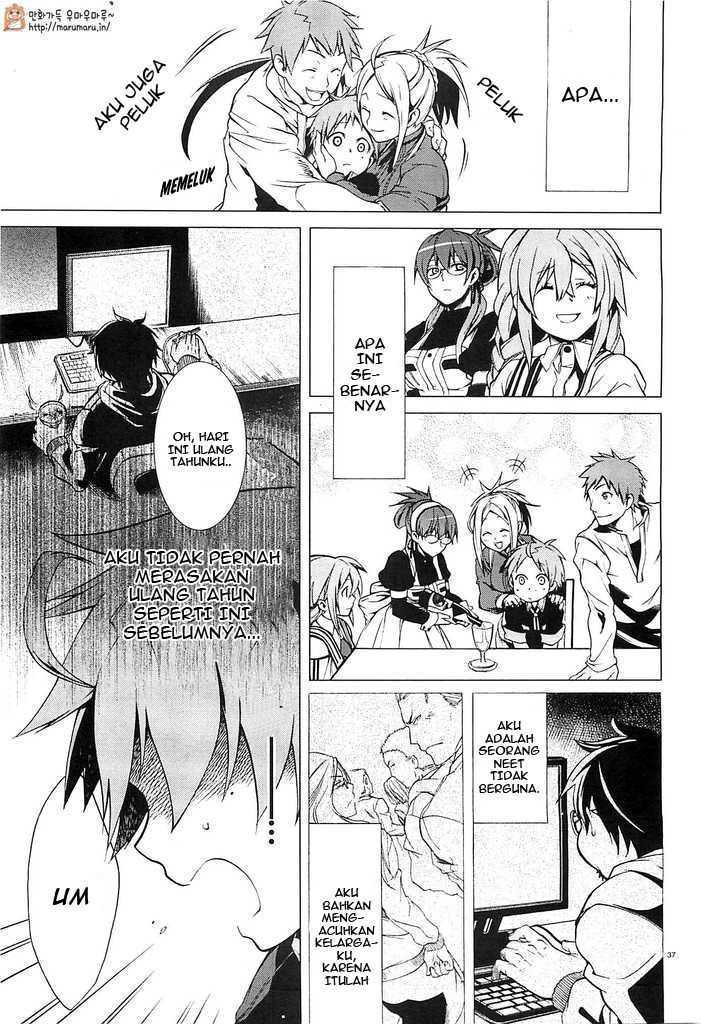 만화가득 우마우마루~
http://marumaru.in/
APA...
PELUK
AKU JUGA
PELUK
MEMELUK
APA
INI
SE-
BENAR-
NYA
AKU
ADALAH
SEORANG
NEET
TIDAK
BERGUNA.
AKU
BAHKAN
MENG-
ACUHKAN
KELARGA-
KU,
KARENA
ITULAH
OH, HARI
INI ULANG
TAHUNKU..
AKU TIDAK PERNAH
MERASAKAN
ULANG TAHUN
SEPERTI INI
SEBELUMNYA...
UM
37